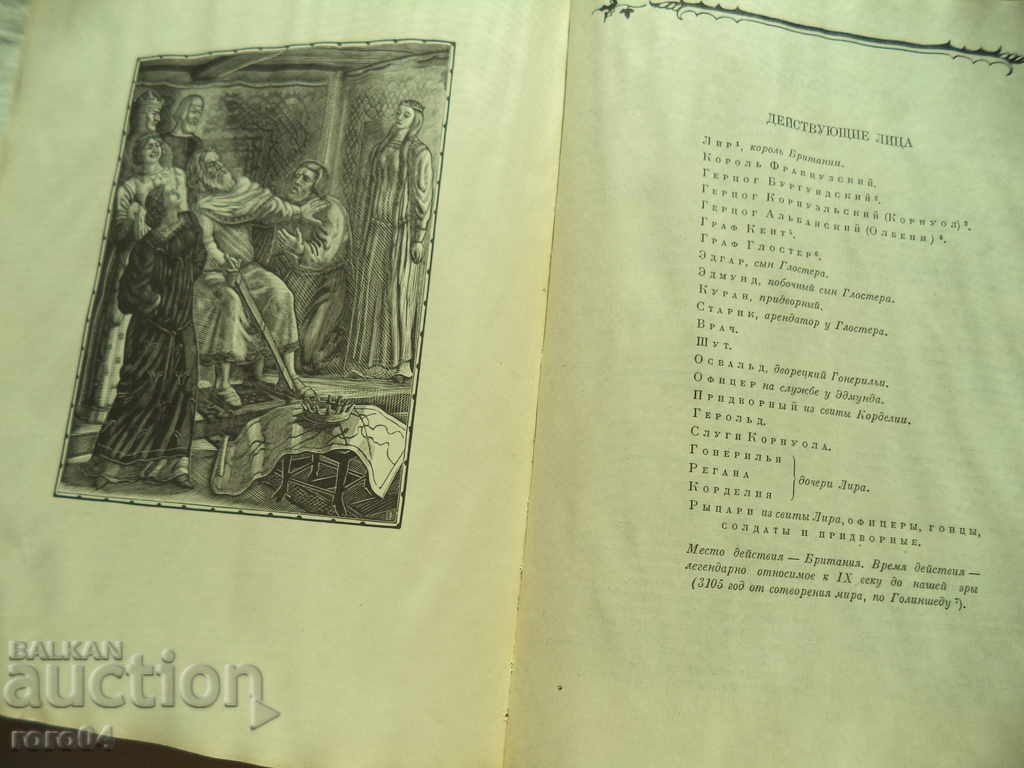 ДЕЙСТВУЮЩИЕ ЛИЦА
Лир¹, король Британии.
Король Французский.
Герцог Бургундский².
Герцог Корнуэльский (Корнуол)³.
Герцог Альбанский (Олбени)⁴.
Граф Кент⁵.
Граф Глостер⁶.
Эдгар, сын Глостера.
Эдмунд, побочный сын Глостера.
Куран, придворный.
Старик, арендатор у Глостера.
Врач.
Шут.
Освальд, дворецкий Гонерильи.
Офицер на службе у Эдмунда.
Придворный из свиты Корделии.
Герольд.
Слуги Корнуола.
Гонерилья
Регана
Корделия
дочери Лира.
Рыцари из свиты Лира, офицеры, гонцы,
солдаты и придворные.
Место действия — Британия. Время действия —
легендарно относимое к IX веку до нашей эры
(3105 год от сотворения мира, по Голиншеду⁷).
BALKAN
auction
roro04